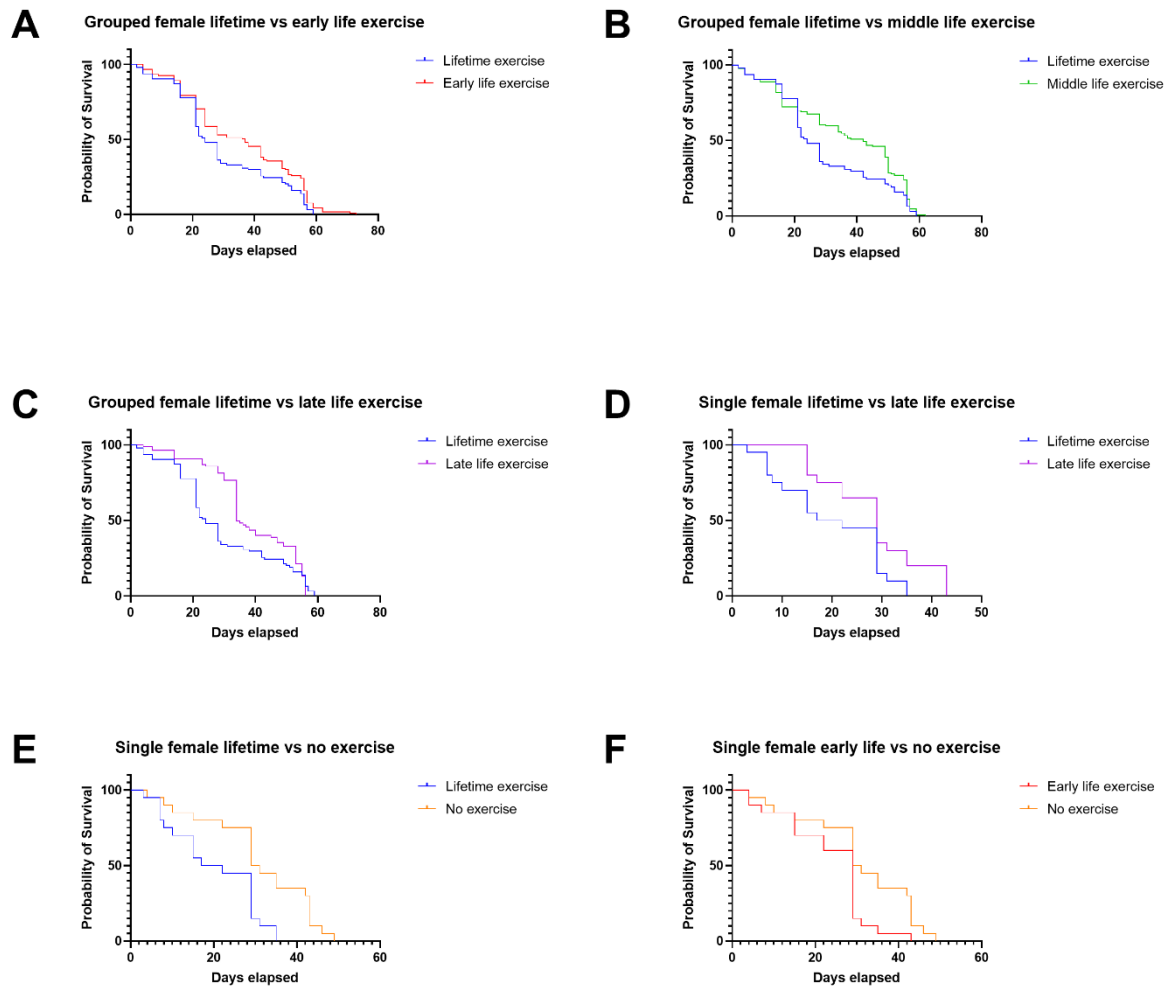 A
Grouped female lifetime vs early life exercise
Lifetime exercise
Early life exercise
Probability of Survival
100
50
0
0 20 40 60 80
Days elapsed
B
Grouped female lifetime vs middle life exercise
Lifetime exercise
Middle life exercise
Probability of Survival
100
50
0
0 20 40 60 80
Days elapsed
C
Grouped female lifetime vs late life exercise
Lifetime exercise
Late life exercise
Probability of Survival
100
50
0
0 20 40 60 80
Days elapsed
D
Single female lifetime vs late life exercise
Lifetime exercise
Late life exercise
Probability of Survival
100
50
0
0 10 20 30 40 50
Days elapsed
E
Single female lifetime vs no exercise
Lifetime exercise
No exercise
Probability of Survival
100
50
0
0 20 40 60
Days elapsed
F
Single female early life vs no exercise
Early life exercise
No exercise
Probability of Survival
100
50
0
0 20 40 60
Days elapsed